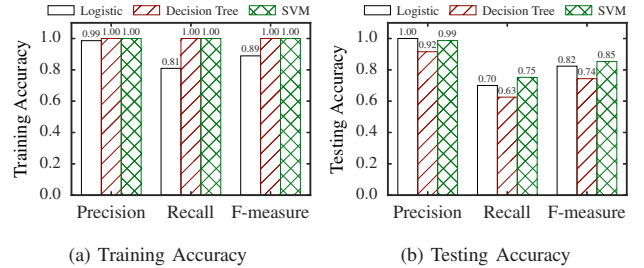 Logistic Decision Tree SVM
Training Accuracy
1.0
0.8
0.6
0.4
0.2
0.0
0.99 1.00 1.00
0.81 1.00 1.00
0.89 1.00 1.00
Precision Recall F-measure
(a) Training Accuracy
Logistic Decision Tree SVM
Testing Accuracy
1.0
0.8
0.6
0.4
0.2
0.0
1.00 0.92 0.99
0.70 0.63 0.75
0.82 0.74 0.85
Precision Recall F-measure
(b) Testing Accuracy